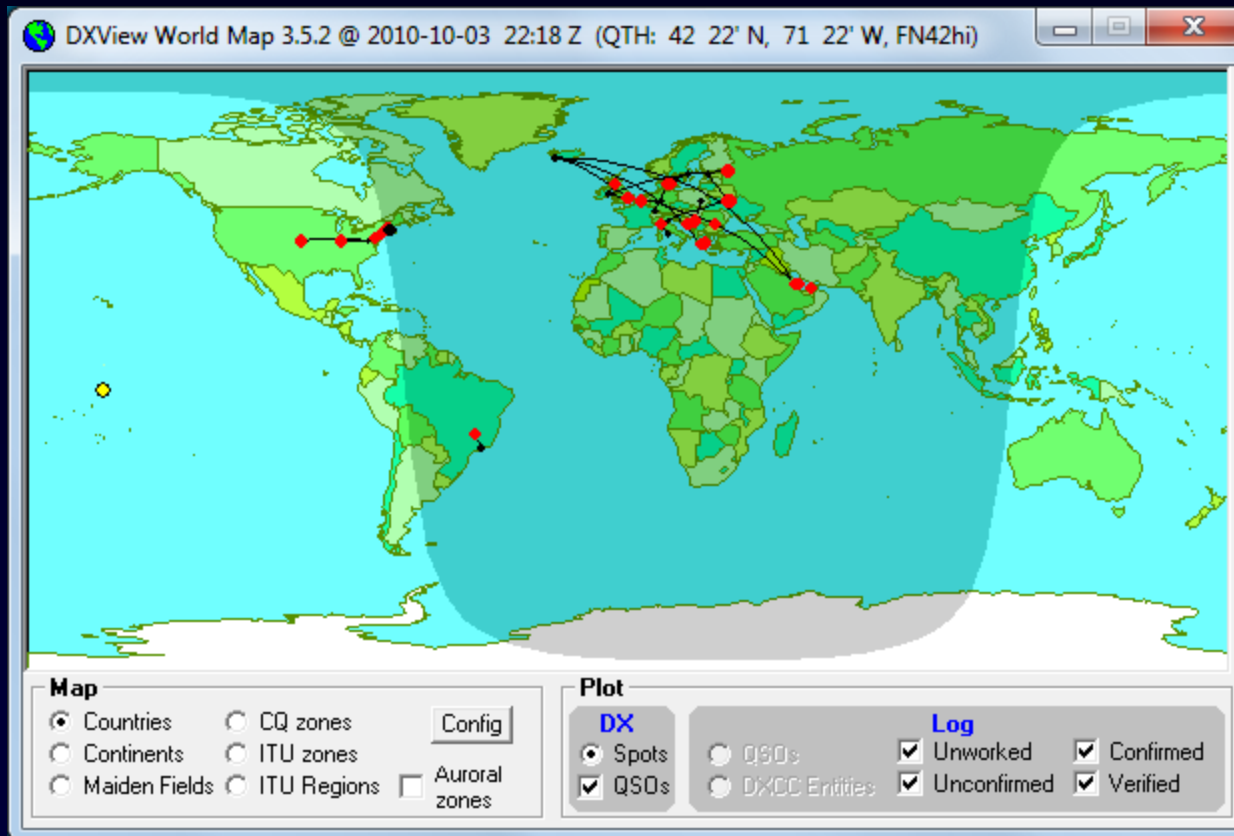 DXView World Map 3.5.2 @ 2010-10-03 22:18 Z (QTH: 42 22' N, 71 22' W, FN42hi)
Map
Countries
CQ zones
Config
Continents
ITU zones
Maiden Fields
ITU Regions
Auroral
zones
Plot
DX
Spots
QSOs
Log
QSOs
Unworked
Confirmed
DXCC Entities
Unconfirmed
Verified